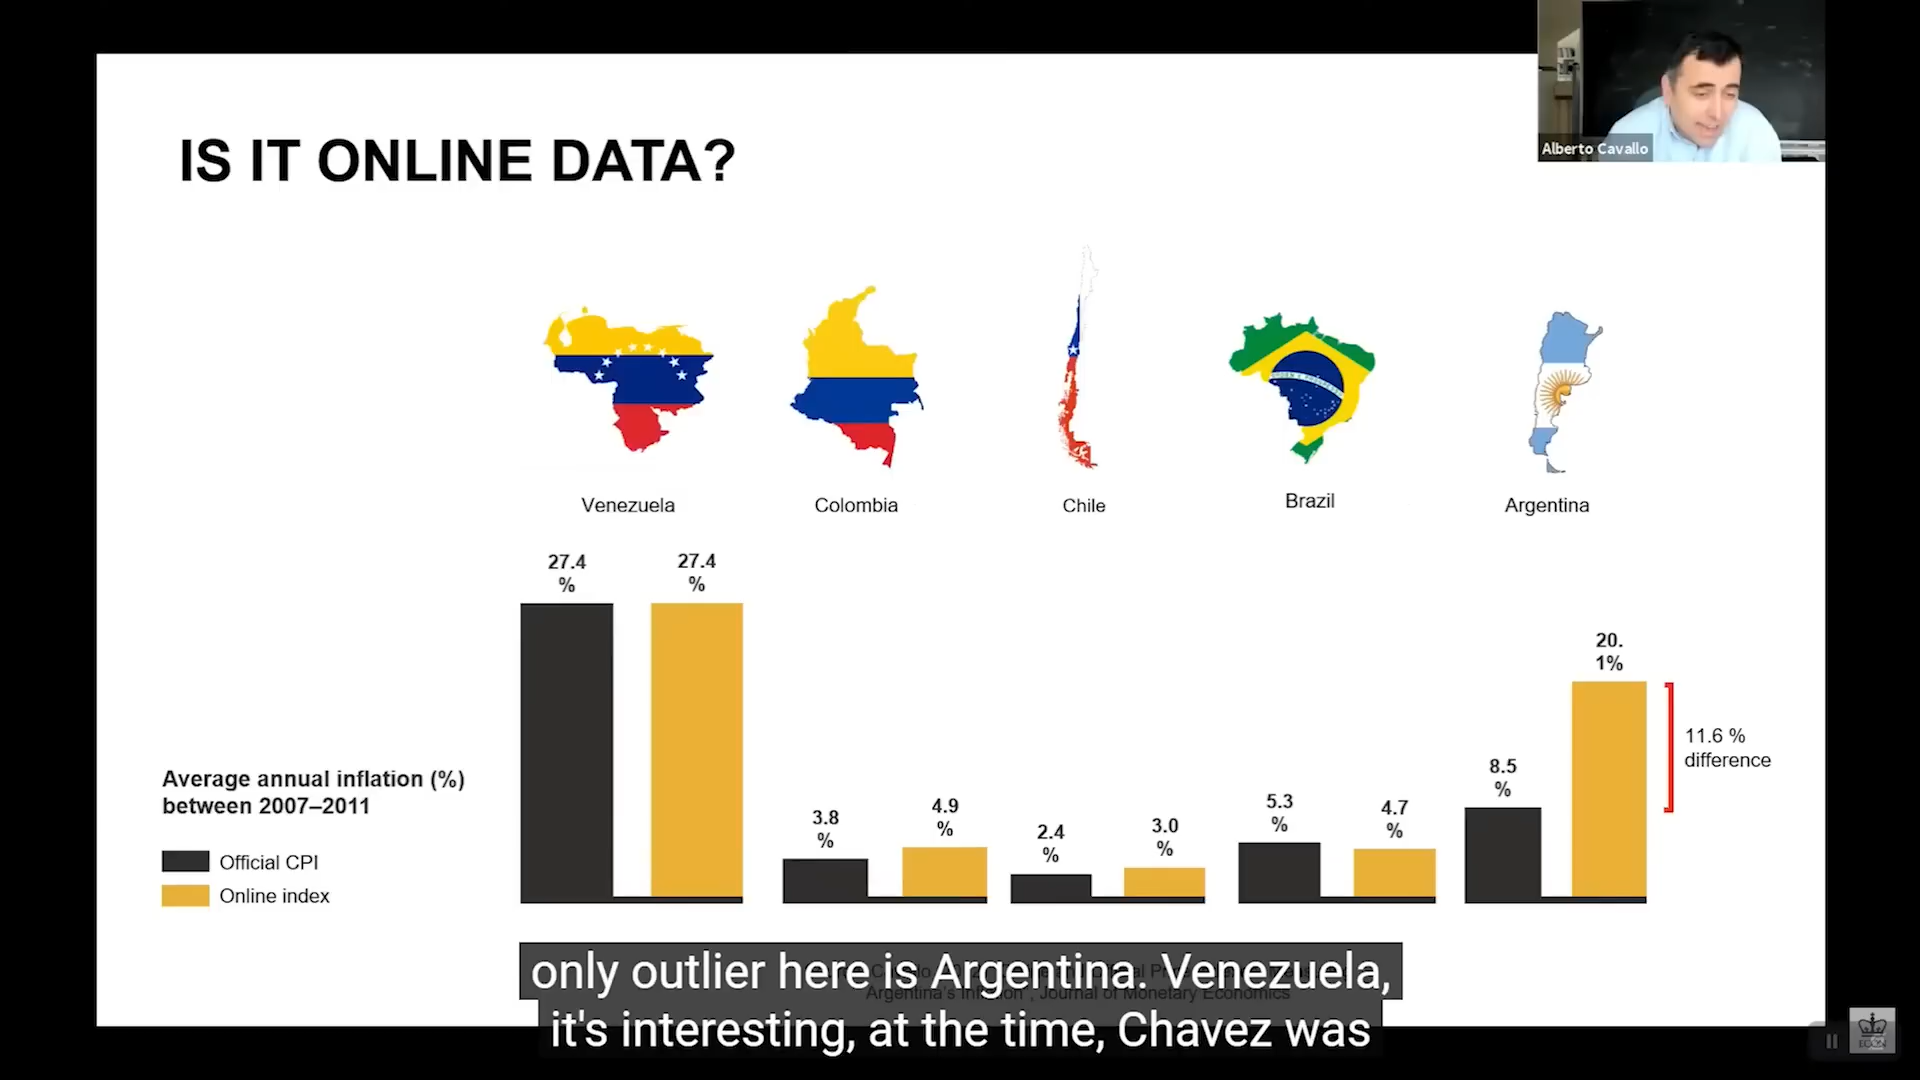 Alberto Cavallo
IS IT ONLINE DATA?
Venezuela
Colombia
Chile
Brazil
Argentina
27.4
%
27.4
%
3.8
%
4.9
%
2.4
%
3.0
%
5.3
%
4.7
%
8.5
%
20.
1%
11.6 %
difference
Average annual inflation (%)
between 2007–2011
Official CPI
Online index
only outlier here is Argentina. Venezuela,
Argentina's Inflation", Journal of Monetary Economics
it's interesting, at the time, Chavez was
ECON